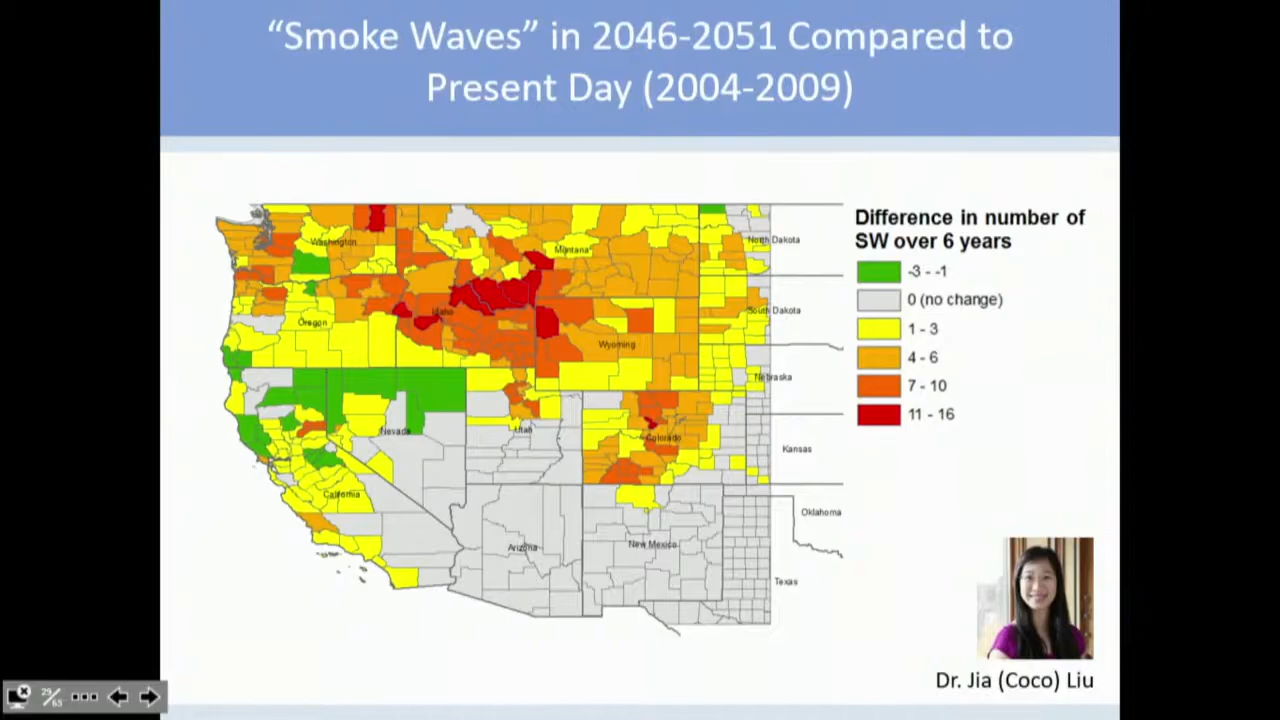 “Smoke Waves” in 2046-2051 Compared to
Present Day (2004-2009)
Difference in number of
SW over 6 years
-3 - -1
0 (no change)
1 - 3
4 - 6
7 - 10
11 - 16
Washington
Montana
North Dakota
Oregon
Idaho
South Dakota
Wyoming
Nebraska
Nevada
Utah
Colorado
Kansas
California
Oklahoma
Arizona
New Mexico
Texas
Dr. Jia (Coco) Liu
29/63